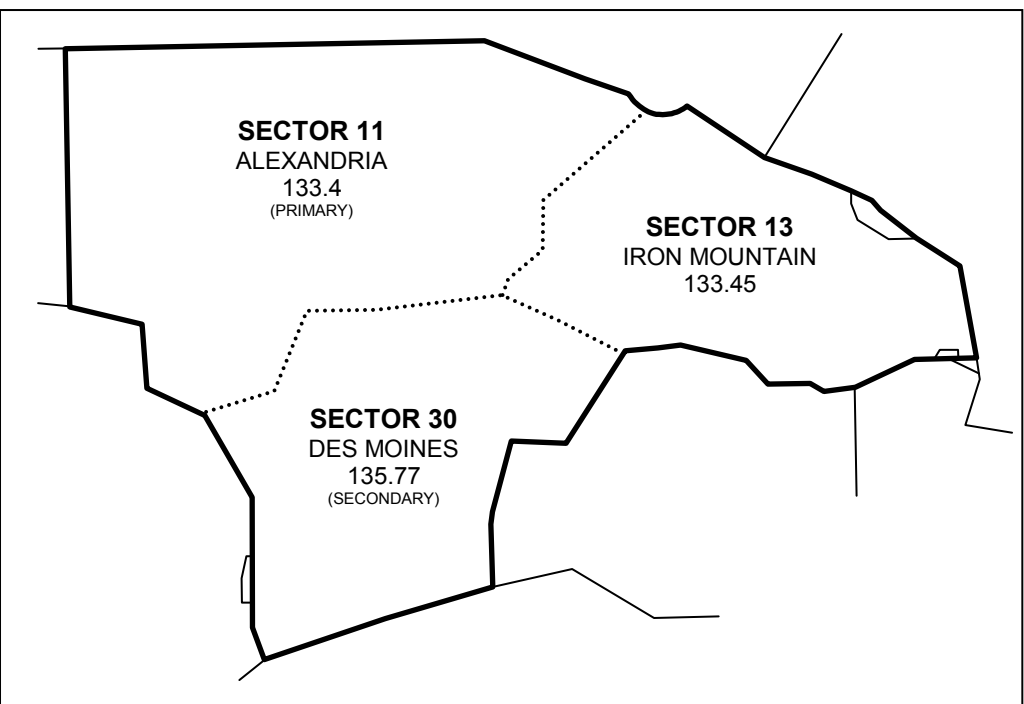 SECTOR 11
ALEXANDRIA
133.4
(PRIMARY)
SECTOR 13
IRON MOUNTAIN
133.45
SECTOR 30
DES MOINES
135.77
(SECONDARY)